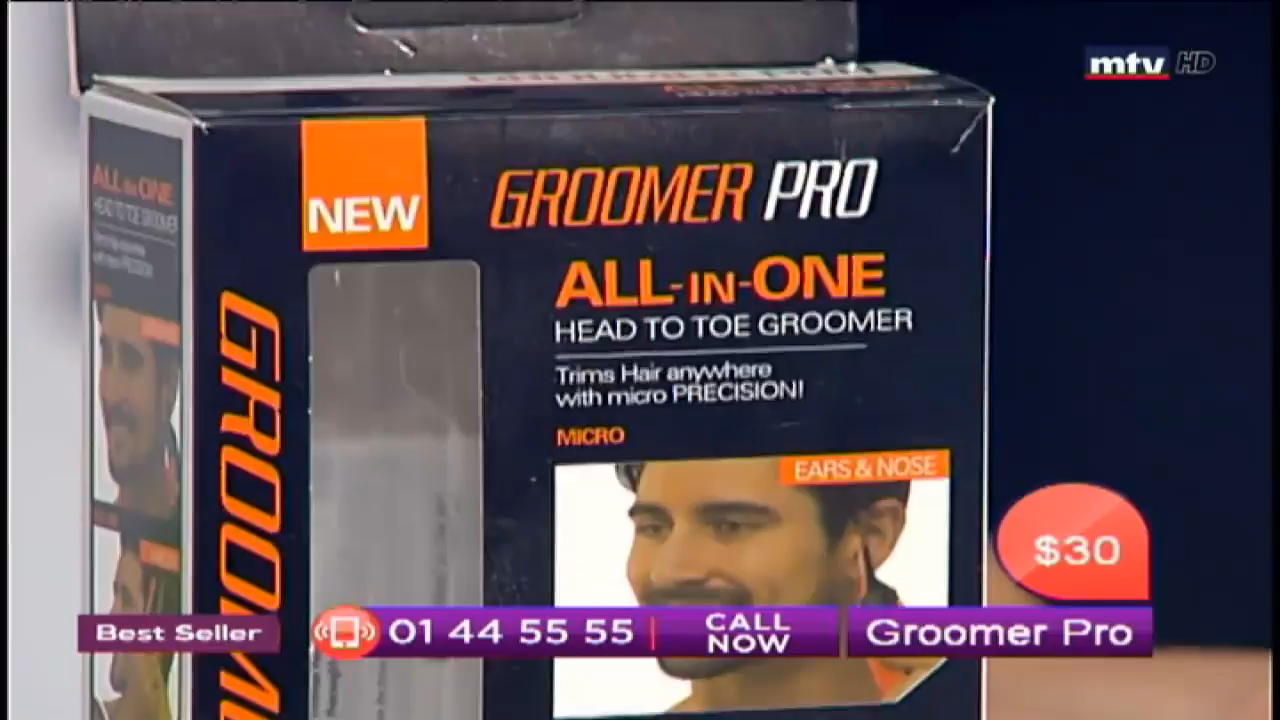 mtv HD
NEW
GROOMER PRO
ALL-IN-ONE
HEAD TO TOE GROOMER
Trims Hair anywhere
with micro PRECISION!
MICRO
EARS & NOSE
ALL-IN-ONE
HEAD TO TOE GROOMER
$30
Best Seller
01 44 55 55
CALL
NOW
Groomer Pro